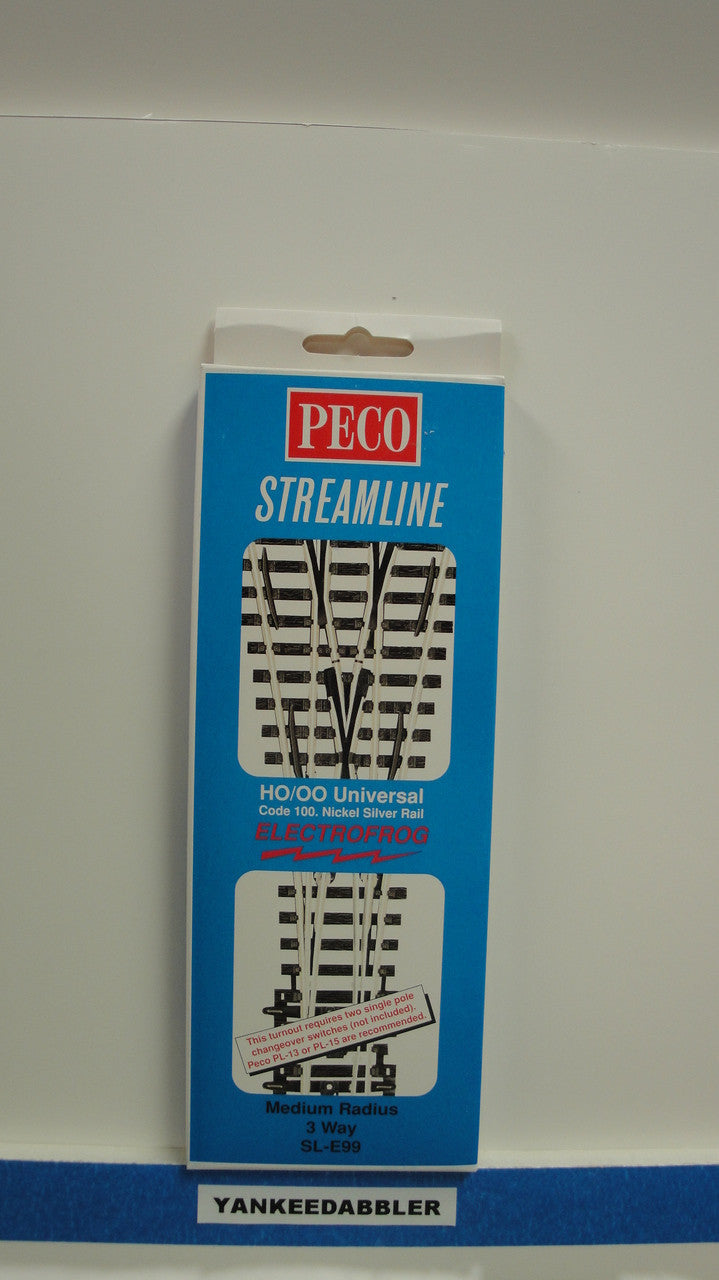 PECO
STREAMLINE
HO/OO Universal
Code 100. Nickel Silver Rail
ELECTROFROG
This turnout requires two single pole
changeover switches (not included).
Peco PL-13 or PL-15 are recommended.
Medium Radius
3 Way
SL-E99
YANKEEDABBLER